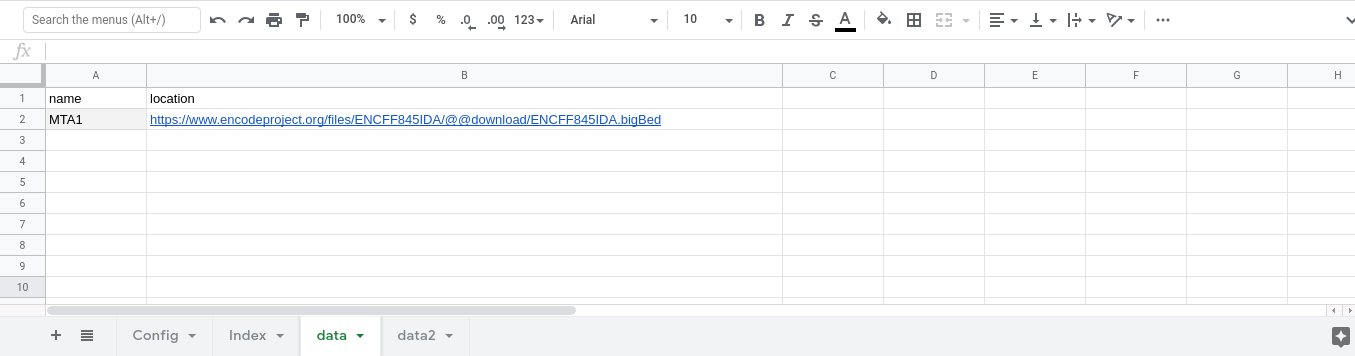 Search the menus (Alt+/) 100% $ % .0 .00 123 Arial 10 B I S A
fx
A B C D E F G H
1 name location
2 MTA1 https://www.encodeproject.org/files/ENCFF845IDA/@@download/ENCFF845IDA.bigBed
3
4
5
6
7
8
9
10
Config Index data data2